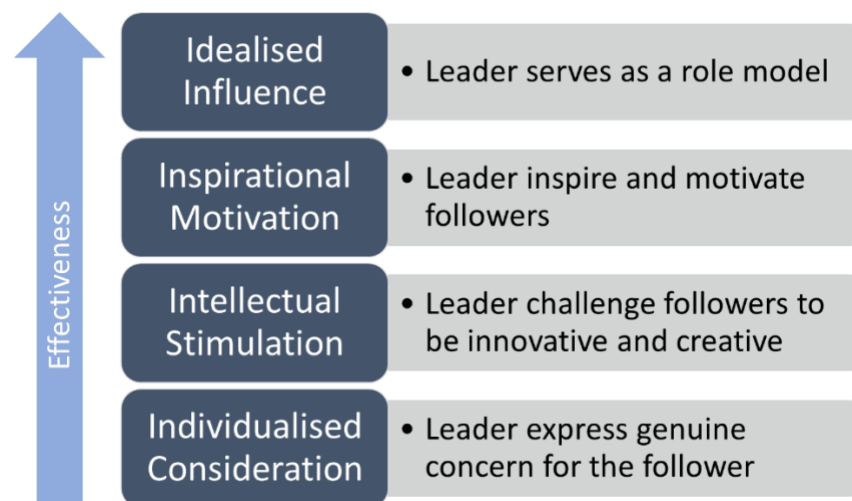 Idealised
Influence
• Leader serves as a role model
Inspirational
Motivation
• Leader inspire and motivate
followers
Intellectual
Stimulation
• Leader challenge followers to
be innovative and creative
Individualised
Consideration
• Leader express genuine
concern for the follower
Effectiveness